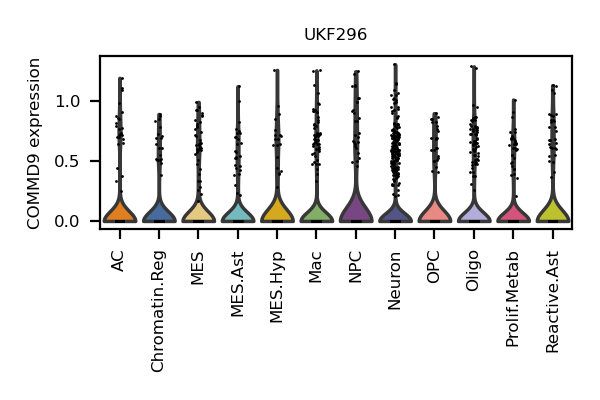 UKF296
COMMD9 expression
1.0
0.5
0.0
AC
Chromatin.Reg
MES
MES.Ast
MES.Hyp
Mac
NPC
Neuron
OPC
Oligo
Prolif.Metab
Reactive.Ast